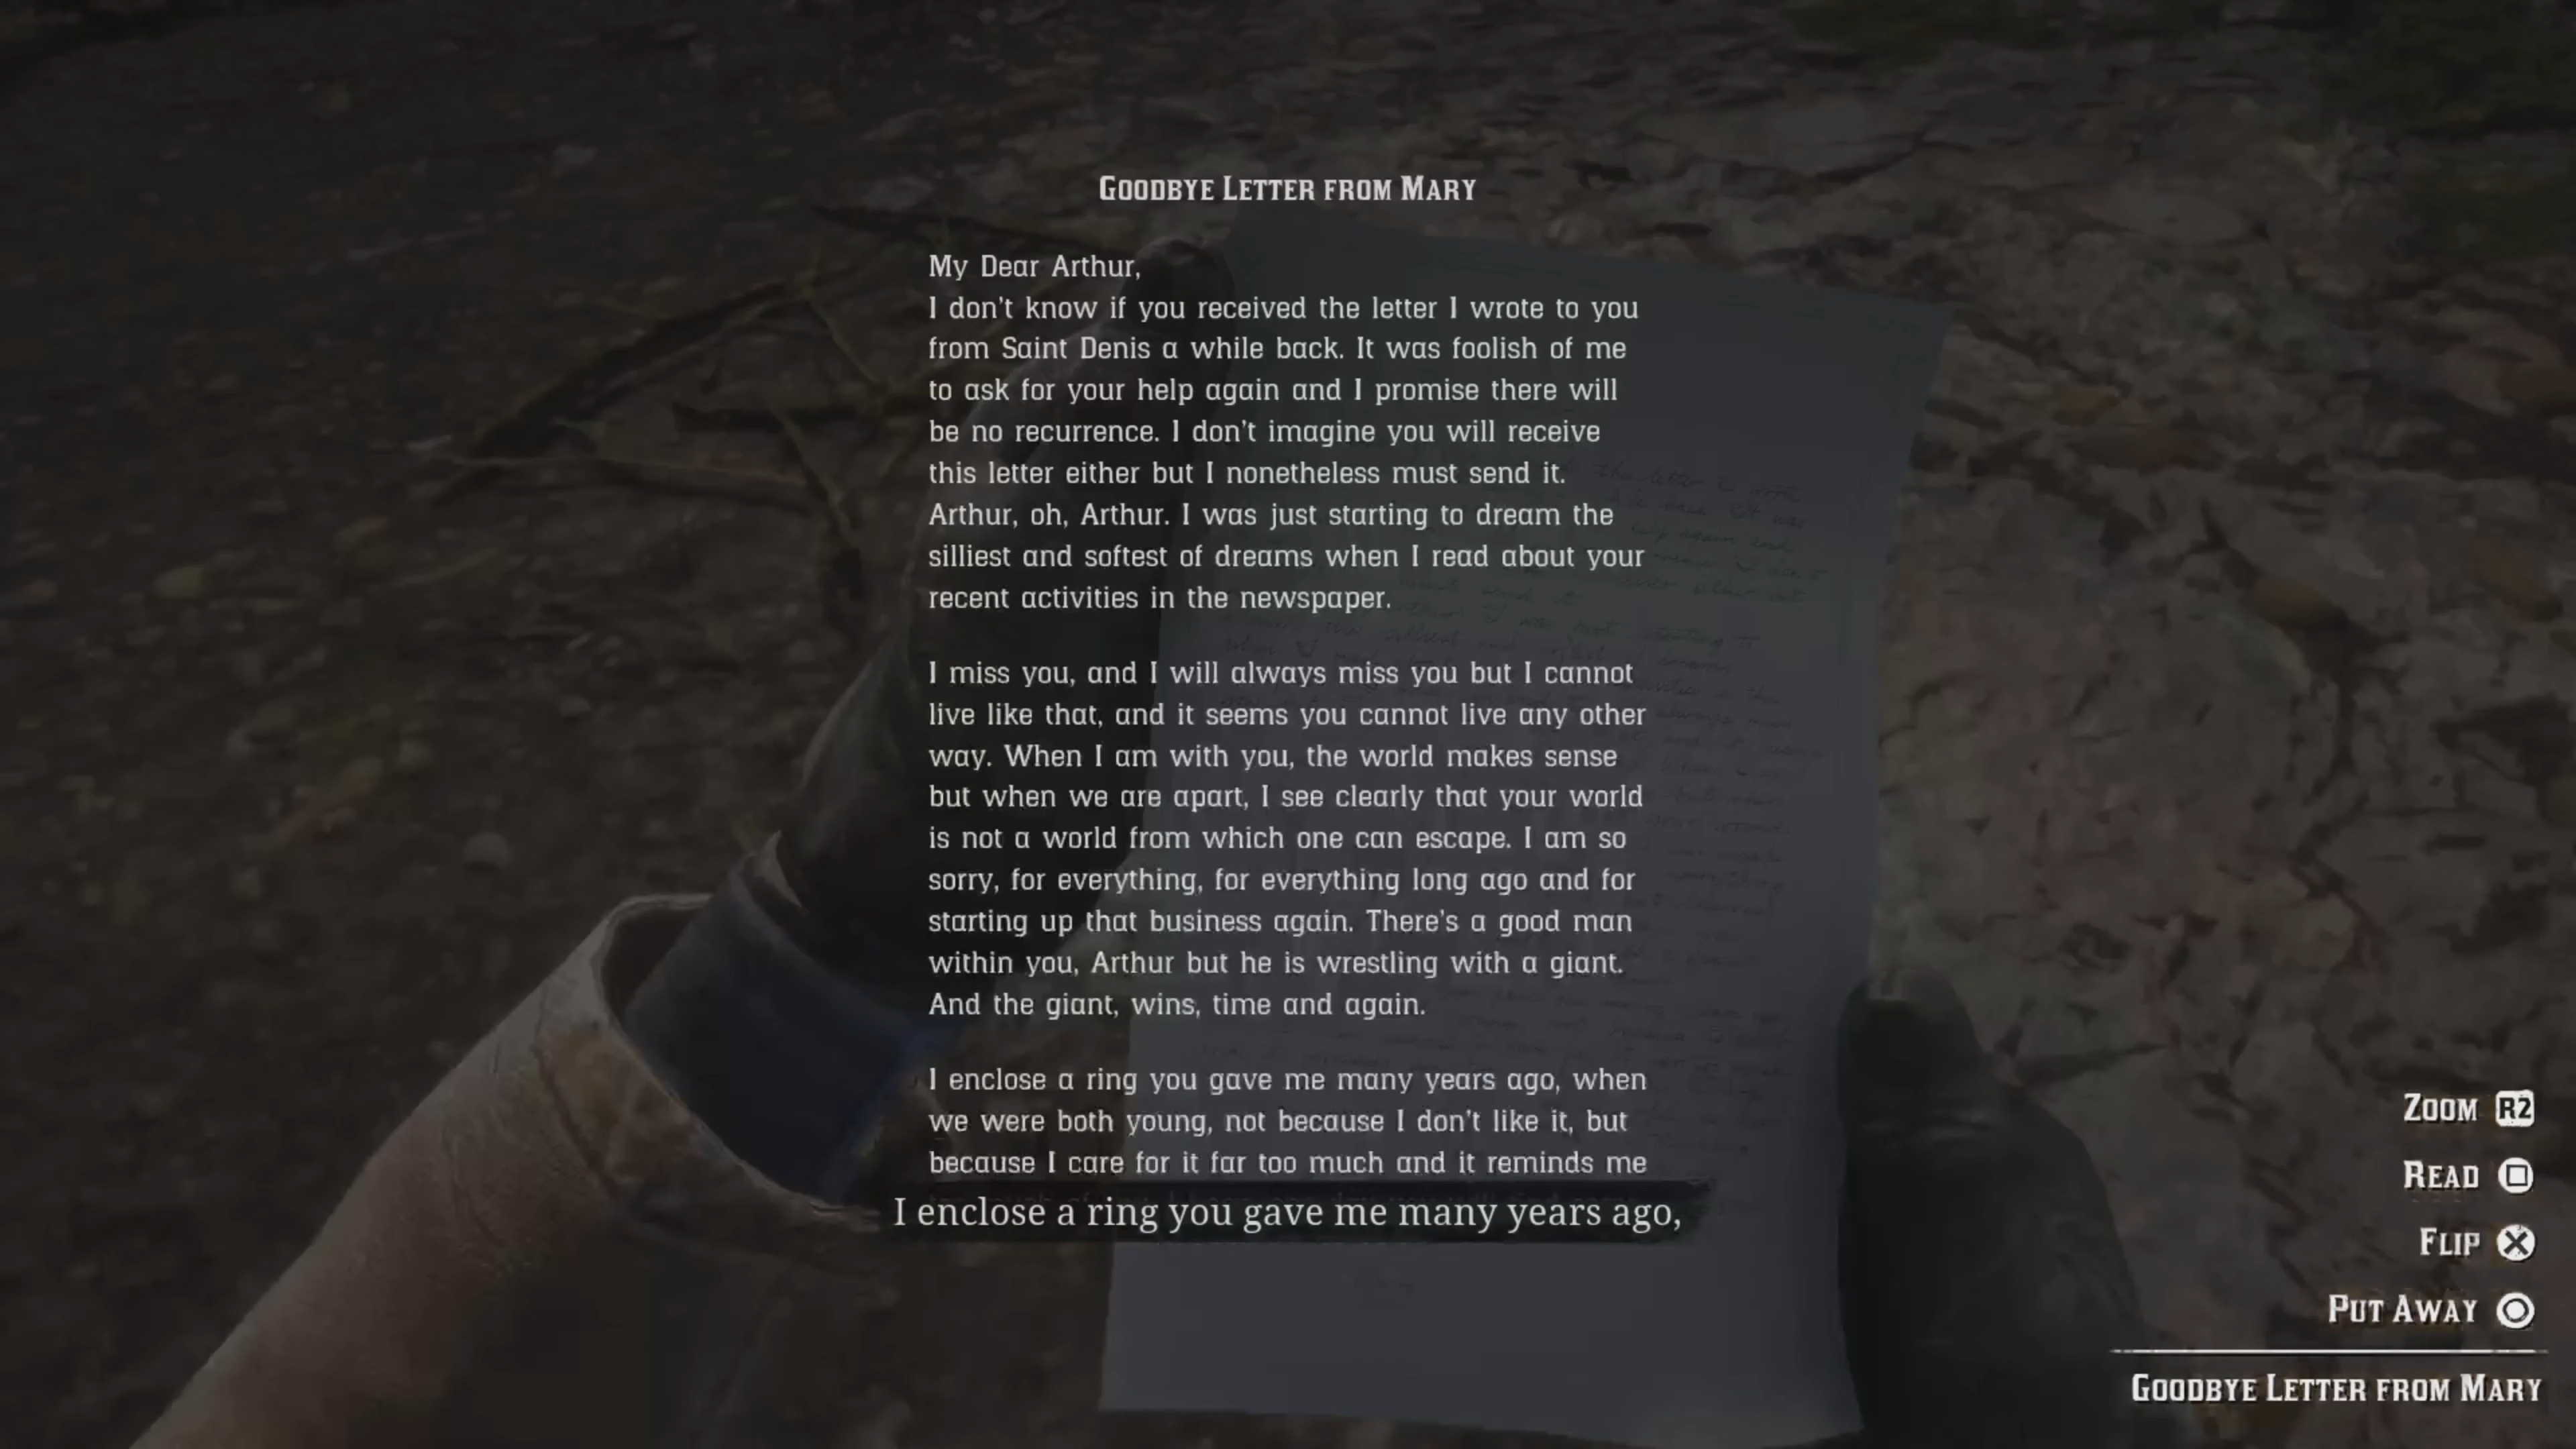 GOODBYE LETTER FROM MARY
My Dear Arthur,
I don't know if you received the letter I wrote to you
from Saint Denis a while back. It was foolish of me
to ask for your help again and I promise there will
be no recurrence. I don't imagine you will receive
this letter either but I nonetheless must send it.
Arthur, oh, Arthur. I was just starting to dream the
silliest and softest of dreams when I read about your
recent activities in the newspaper.
I miss you, and I will always miss you but I cannot
live like that, and it seems you cannot live any other
way. When I am with you, the world makes sense
but when we are apart, I see clearly that your world
is not a world from which one can escape. I am so
sorry, for everything, for everything long ago and for
starting up that business again. There's a good man
within you, Arthur but he is wrestling with a giant.
And the giant, wins, time and again.
I enclose a ring you gave me many years ago, when
we were both young, not because I don't like it, but
because I care for it far too much and it reminds me
I enclose a ring you gave me many years ago,
ZOOM R2
READ
FLIP
PUT AWAY
GOODBYE LETTER FROM MARY